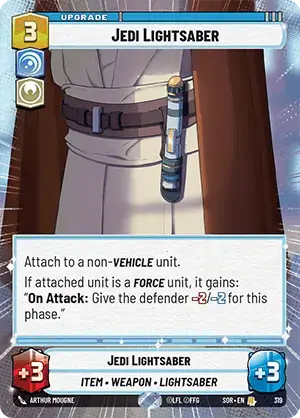 UPGRADE
3
JEDI LIGHTSABER
Attach to a non-VEHICLE unit.
If attached unit is a FORCE unit, it gains:
“On Attack: Give the defender -2/-2 for this
phase.”
JEDI LIGHTSABER
+3
ITEM • WEAPON • LIGHTSABER
+3
ARTHUR MOUGNE
©LFL ©FFG
SOR • EN
319